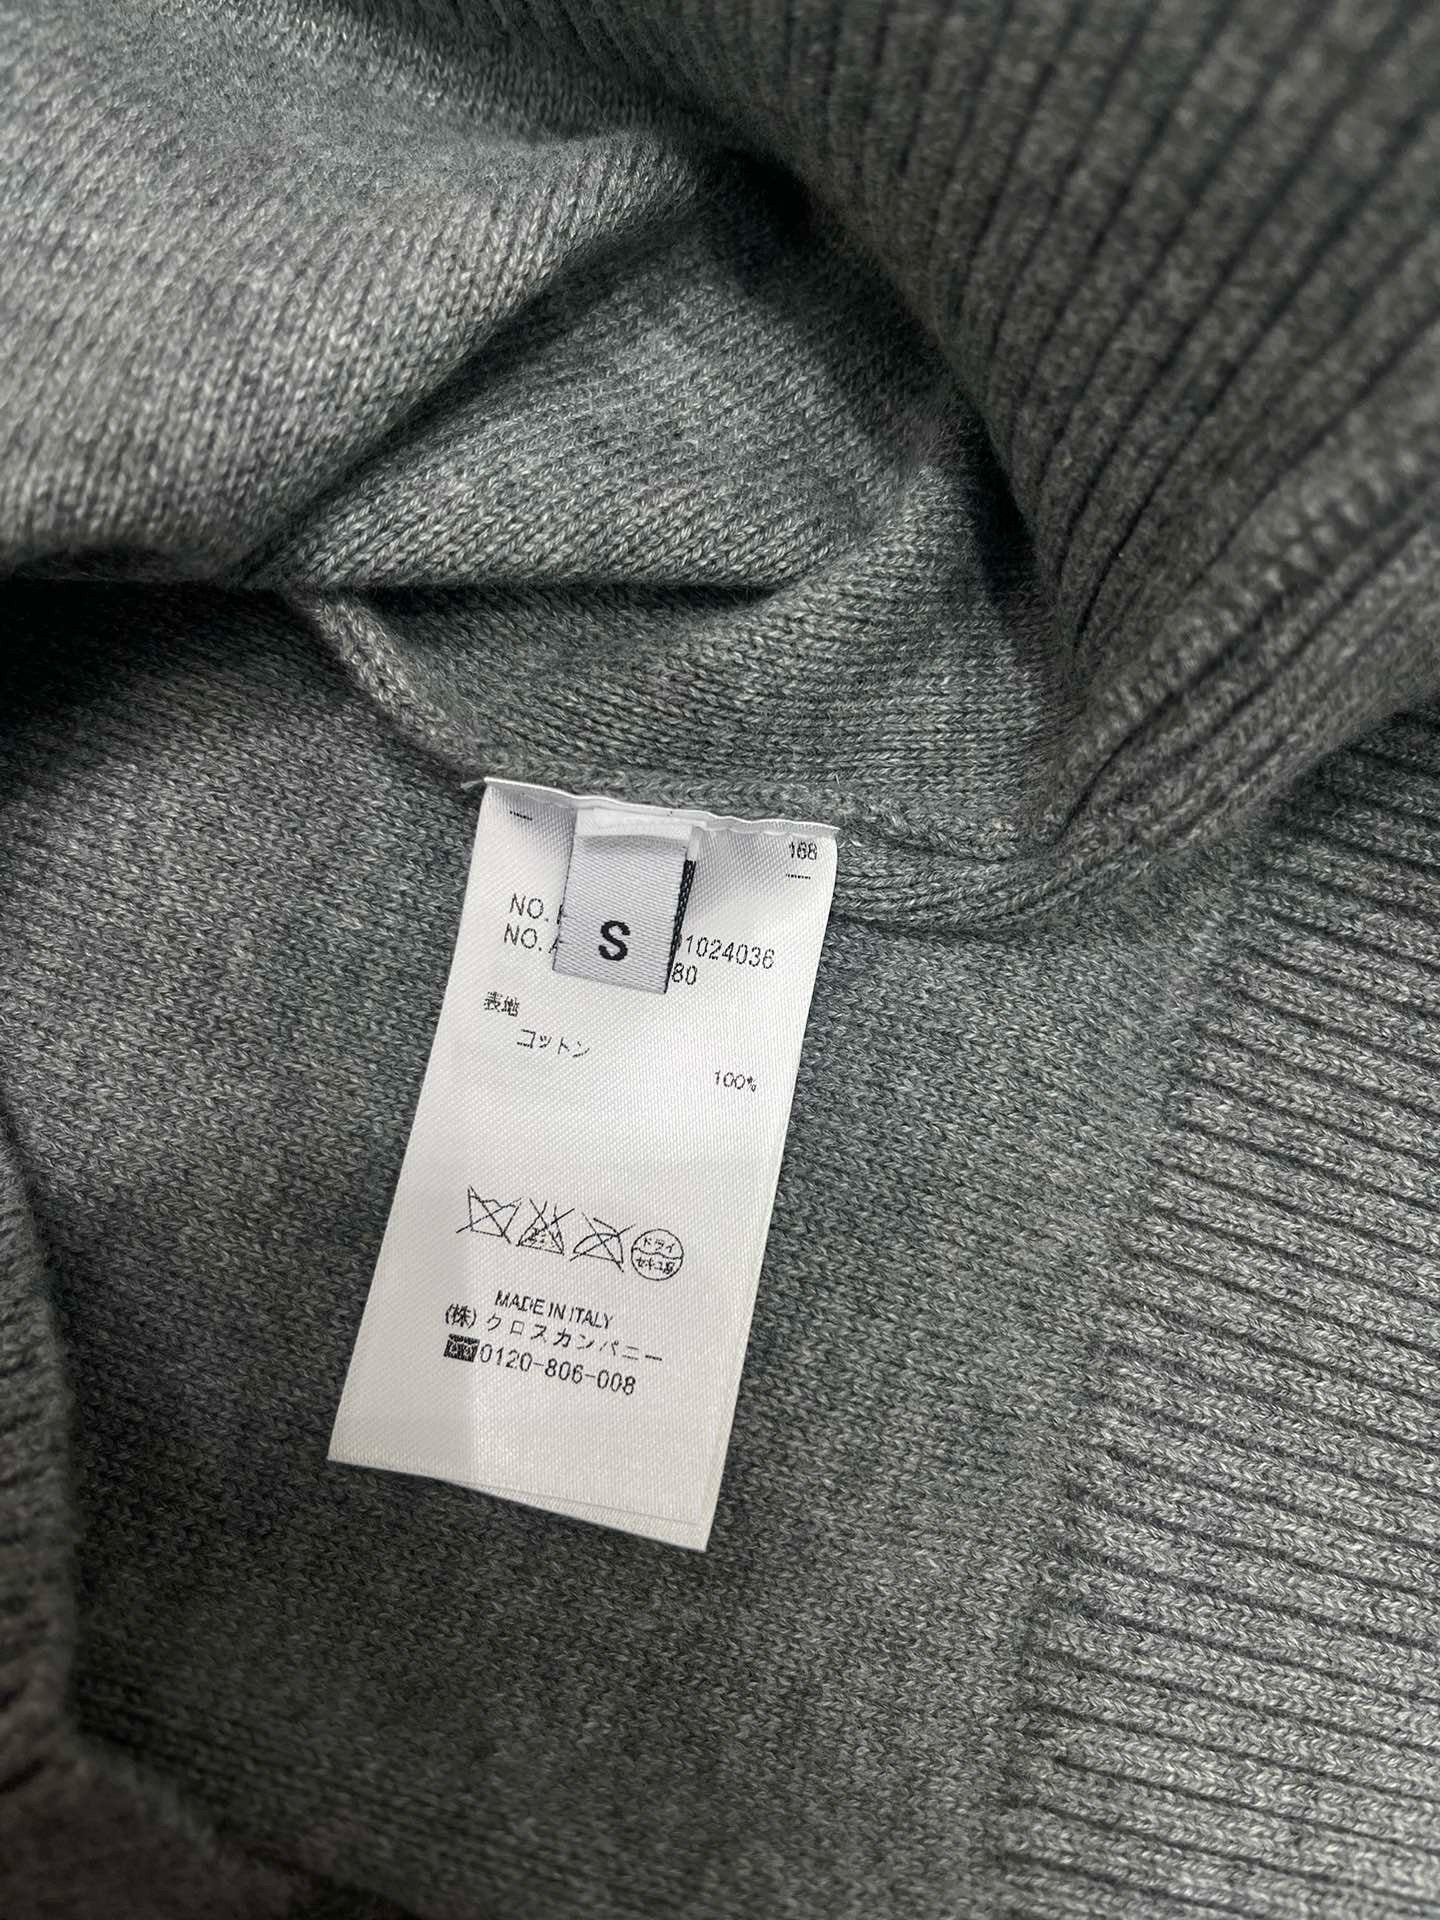 168
S
NO.
NO. 1024036
80
表地
コットン
100%
ドライ
セキユ系
MADE IN ITALY
(株) クロスカンパニー
0120-806-008